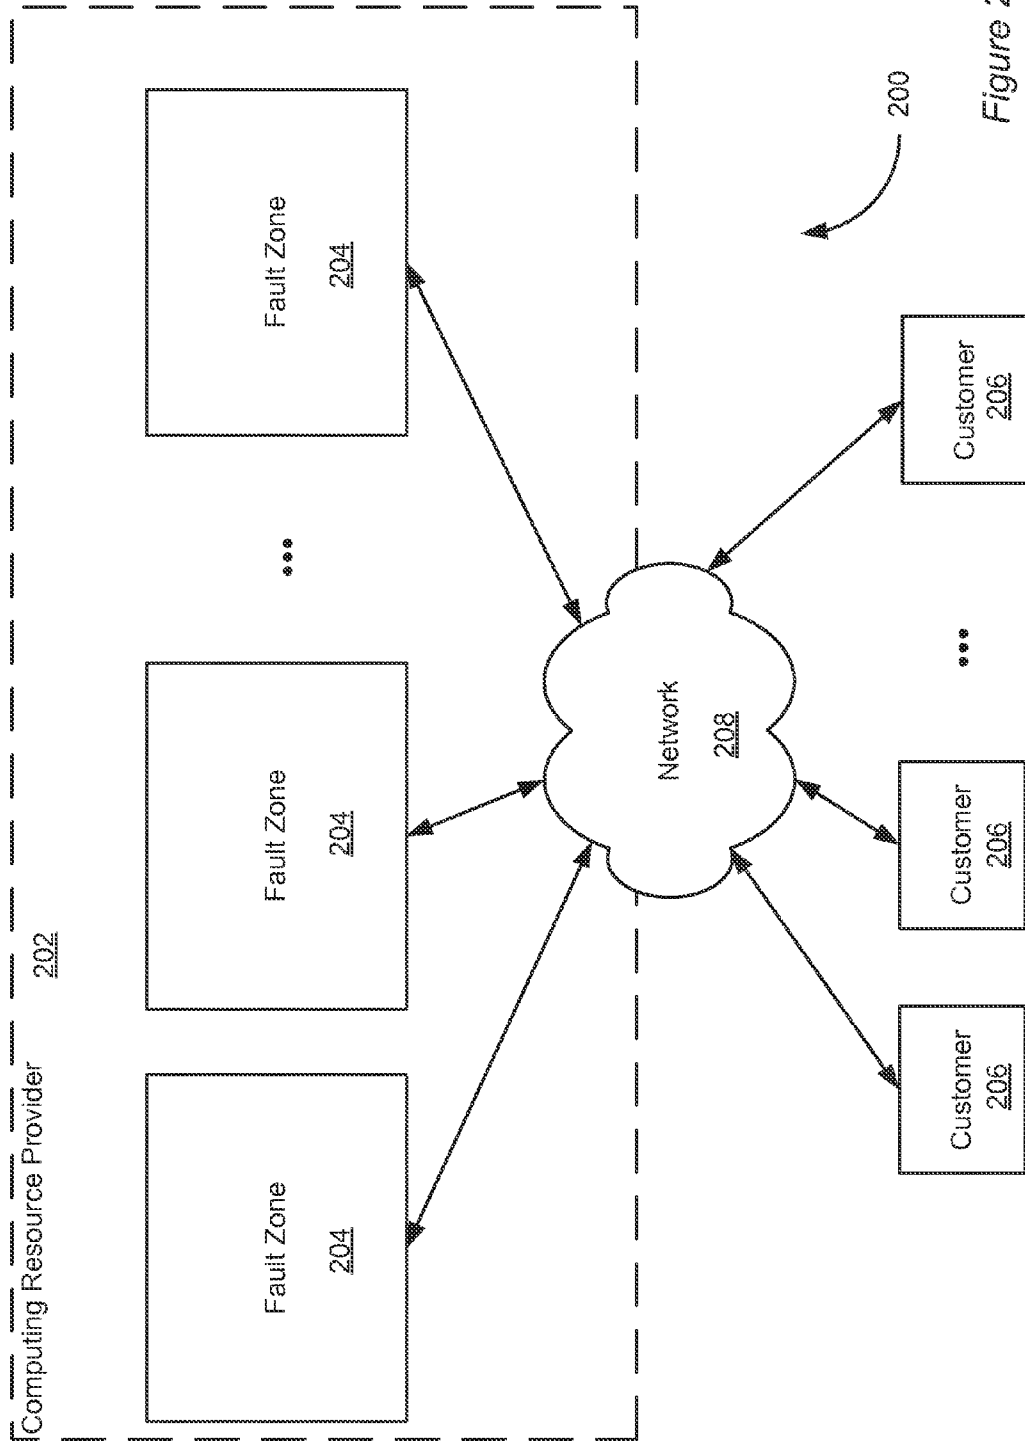 Computing Resource Provider
202
Fault Zone
204
Fault Zone
204
...
Fault Zone
204
Network
208
Customer
206
Customer
206
...
Customer
206
200
Figure 2